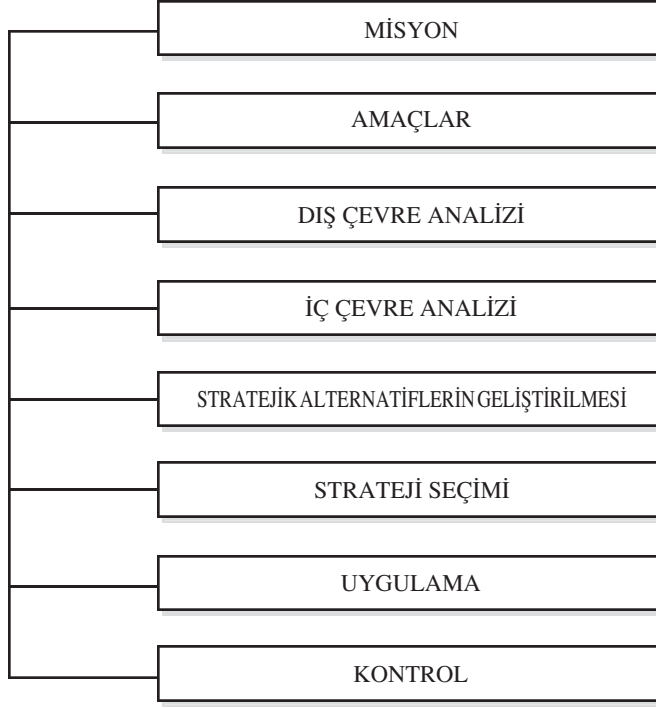 MİSYON
AMAÇLAR
DIŞ ÇEVRE ANALİZİ
İÇ ÇEVRE ANALİZİ
STRATEJİK ALTERNATİFLERİN GELİŞTİRİLMESİ
STRATEJİ SEÇİMİ
UYGULAMA
KONTROL